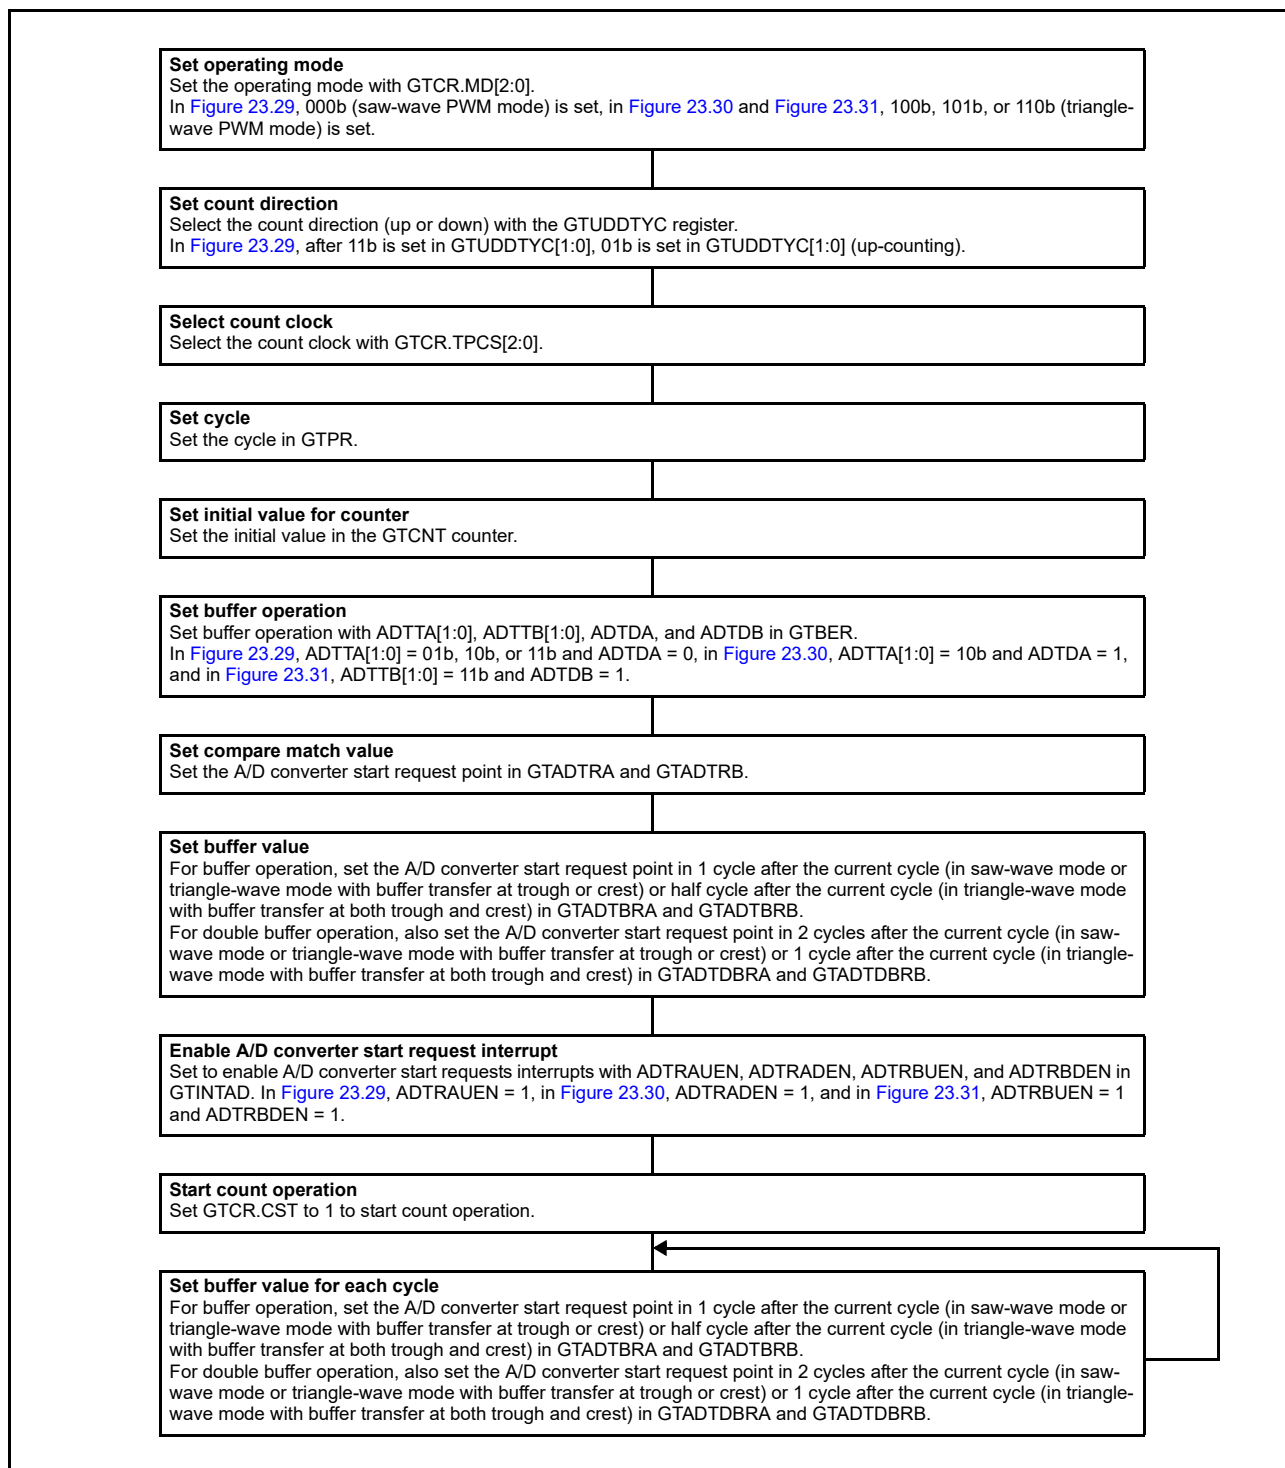 Set operating mode
Set the operating mode with GTCR.MD[2:0].
In Figure 23.29, 000b (saw-wave PWM mode) is set, in Figure 23.30 and Figure 23.31, 100b, 101b, or 110b (triangle-
wave PWM mode) is set.
Set count direction
Select the count direction (up or down) with the GTUDDTYC register.
In Figure 23.29, after 11b is set in GTUDDTYC[1:0], 01b is set in GTUDDTYC[1:0] (up-counting).
Select count clock
Select the count clock with GTCR.TPCS[2:0].
Set cycle
Set the cycle in GTPR.
Set initial value for counter
Set the initial value in the GTCNT counter.
Set buffer operation
Set buffer operation with ADTTA[1:0], ADTTB[1:0], ADTDA, and ADTDB in GTBER.
In Figure 23.29, ADTTA[1:0] = 01b, 10b, or 11b and ADTDA = 0, in Figure 23.30, ADTTA[1:0] = 10b and ADTDA = 1,
and in Figure 23.31, ADTTB[1:0] = 11b and ADTDB = 1.
Set compare match value
Set the A/D converter start request point in GTADTRA and GTADTRB.
Set buffer value
For buffer operation, set the A/D converter start request point in 1 cycle after the current cycle (in saw-wave mode or
triangle-wave mode with buffer transfer at trough or crest) or half cycle after the current cycle (in triangle-wave mode
with buffer transfer at both trough and crest) in GTADTBRA and GTADTBRB.
For double buffer operation, also set the A/D converter start request point in 2 cycles after the current cycle (in saw-
wave mode or triangle-wave mode with buffer transfer at trough or crest) or 1 cycle after the current cycle (in triangle-
wave mode with buffer transfer at both trough and crest) in GTADTDBRA and GTADTDBRB.
Enable A/D converter start request interrupt
Set to enable A/D converter start requests interrupts with ADTRAUEN, ADTRADEN, ADTRBUEN, and ADTRBDEN in
GTINTAD. In Figure 23.29, ADTRAUEN = 1, in Figure 23.30, ADTRADEN = 1, and in Figure 23.31, ADTRBUEN = 1
and ADTRBDEN = 1.
Start count operation
Set GTCR.CST to 1 to start count operation.
Set buffer value for each cycle
For buffer operation, set the A/D converter start request point in 1 cycle after the current cycle (in saw-wave mode or
triangle-wave mode with buffer transfer at trough or crest) or half cycle after the current cycle (in triangle-wave mode
with buffer transfer at both trough and crest) in GTADTBRA and GTADTBRB.
For double buffer operation, also set the A/D converter start request point in 2 cycles after the current cycle (in saw-
wave mode or triangle-wave mode with buffer transfer at trough or crest) or 1 cycle after the current cycle (in triangle-
wave mode with buffer transfer at both trough and crest) in GTADTDBRA and GTADTDBRB.